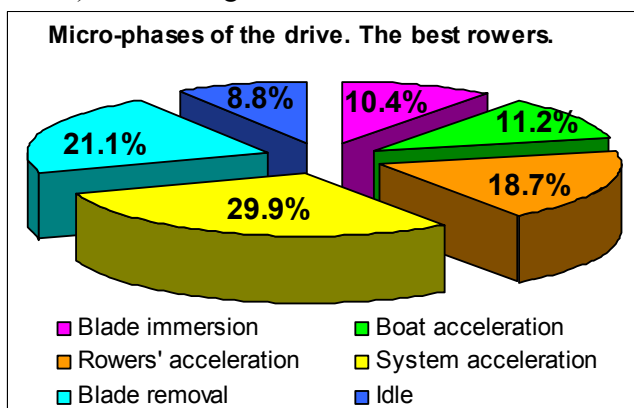 Micro-phases of the drive. The best rowers.
8.8%
10.4%
11.2%
21.1%
18.7%
29.9%
Blade immersion
Boat acceleration
Rowers' acceleration
System acceleration
Blade removal
Idle